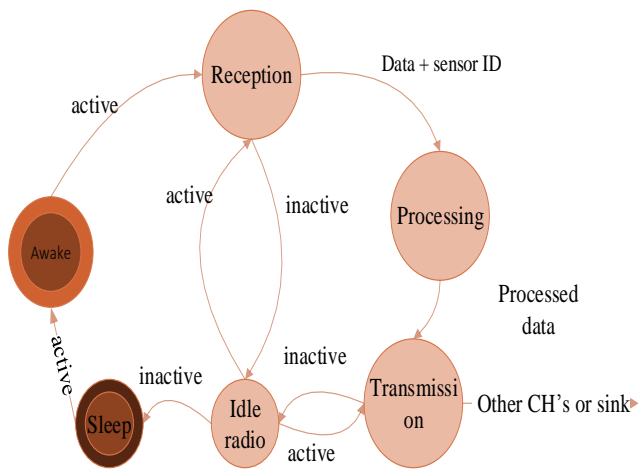 Reception
Data + sensor ID
active
active
inactive
Processing
Awake
Processed
data
active
inactive
inactive
Transmissi
on
Other CH's or sink
Sleep
Idle
radio
active